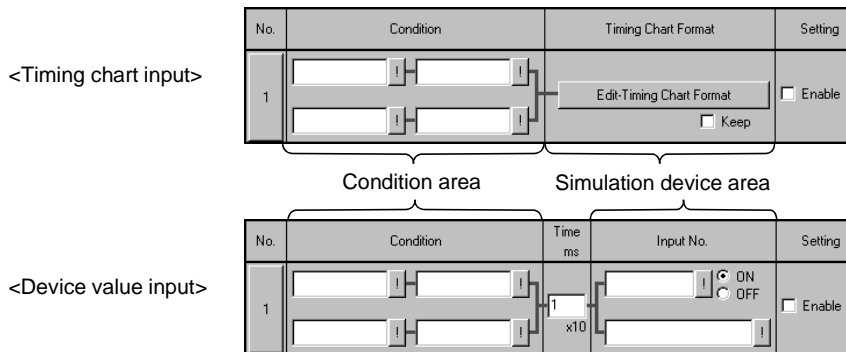 No. Condition Timing Chart Format Setting
<Timing chart input>
1 ! ! Edit-Timing Chart Format Enable
! ! Keep
Condition area Simulation device area
No. Condition Time ms Input No. Setting
<Device value input>
1 ! ! 1 x10 ! ON OFF Enable
! ! !